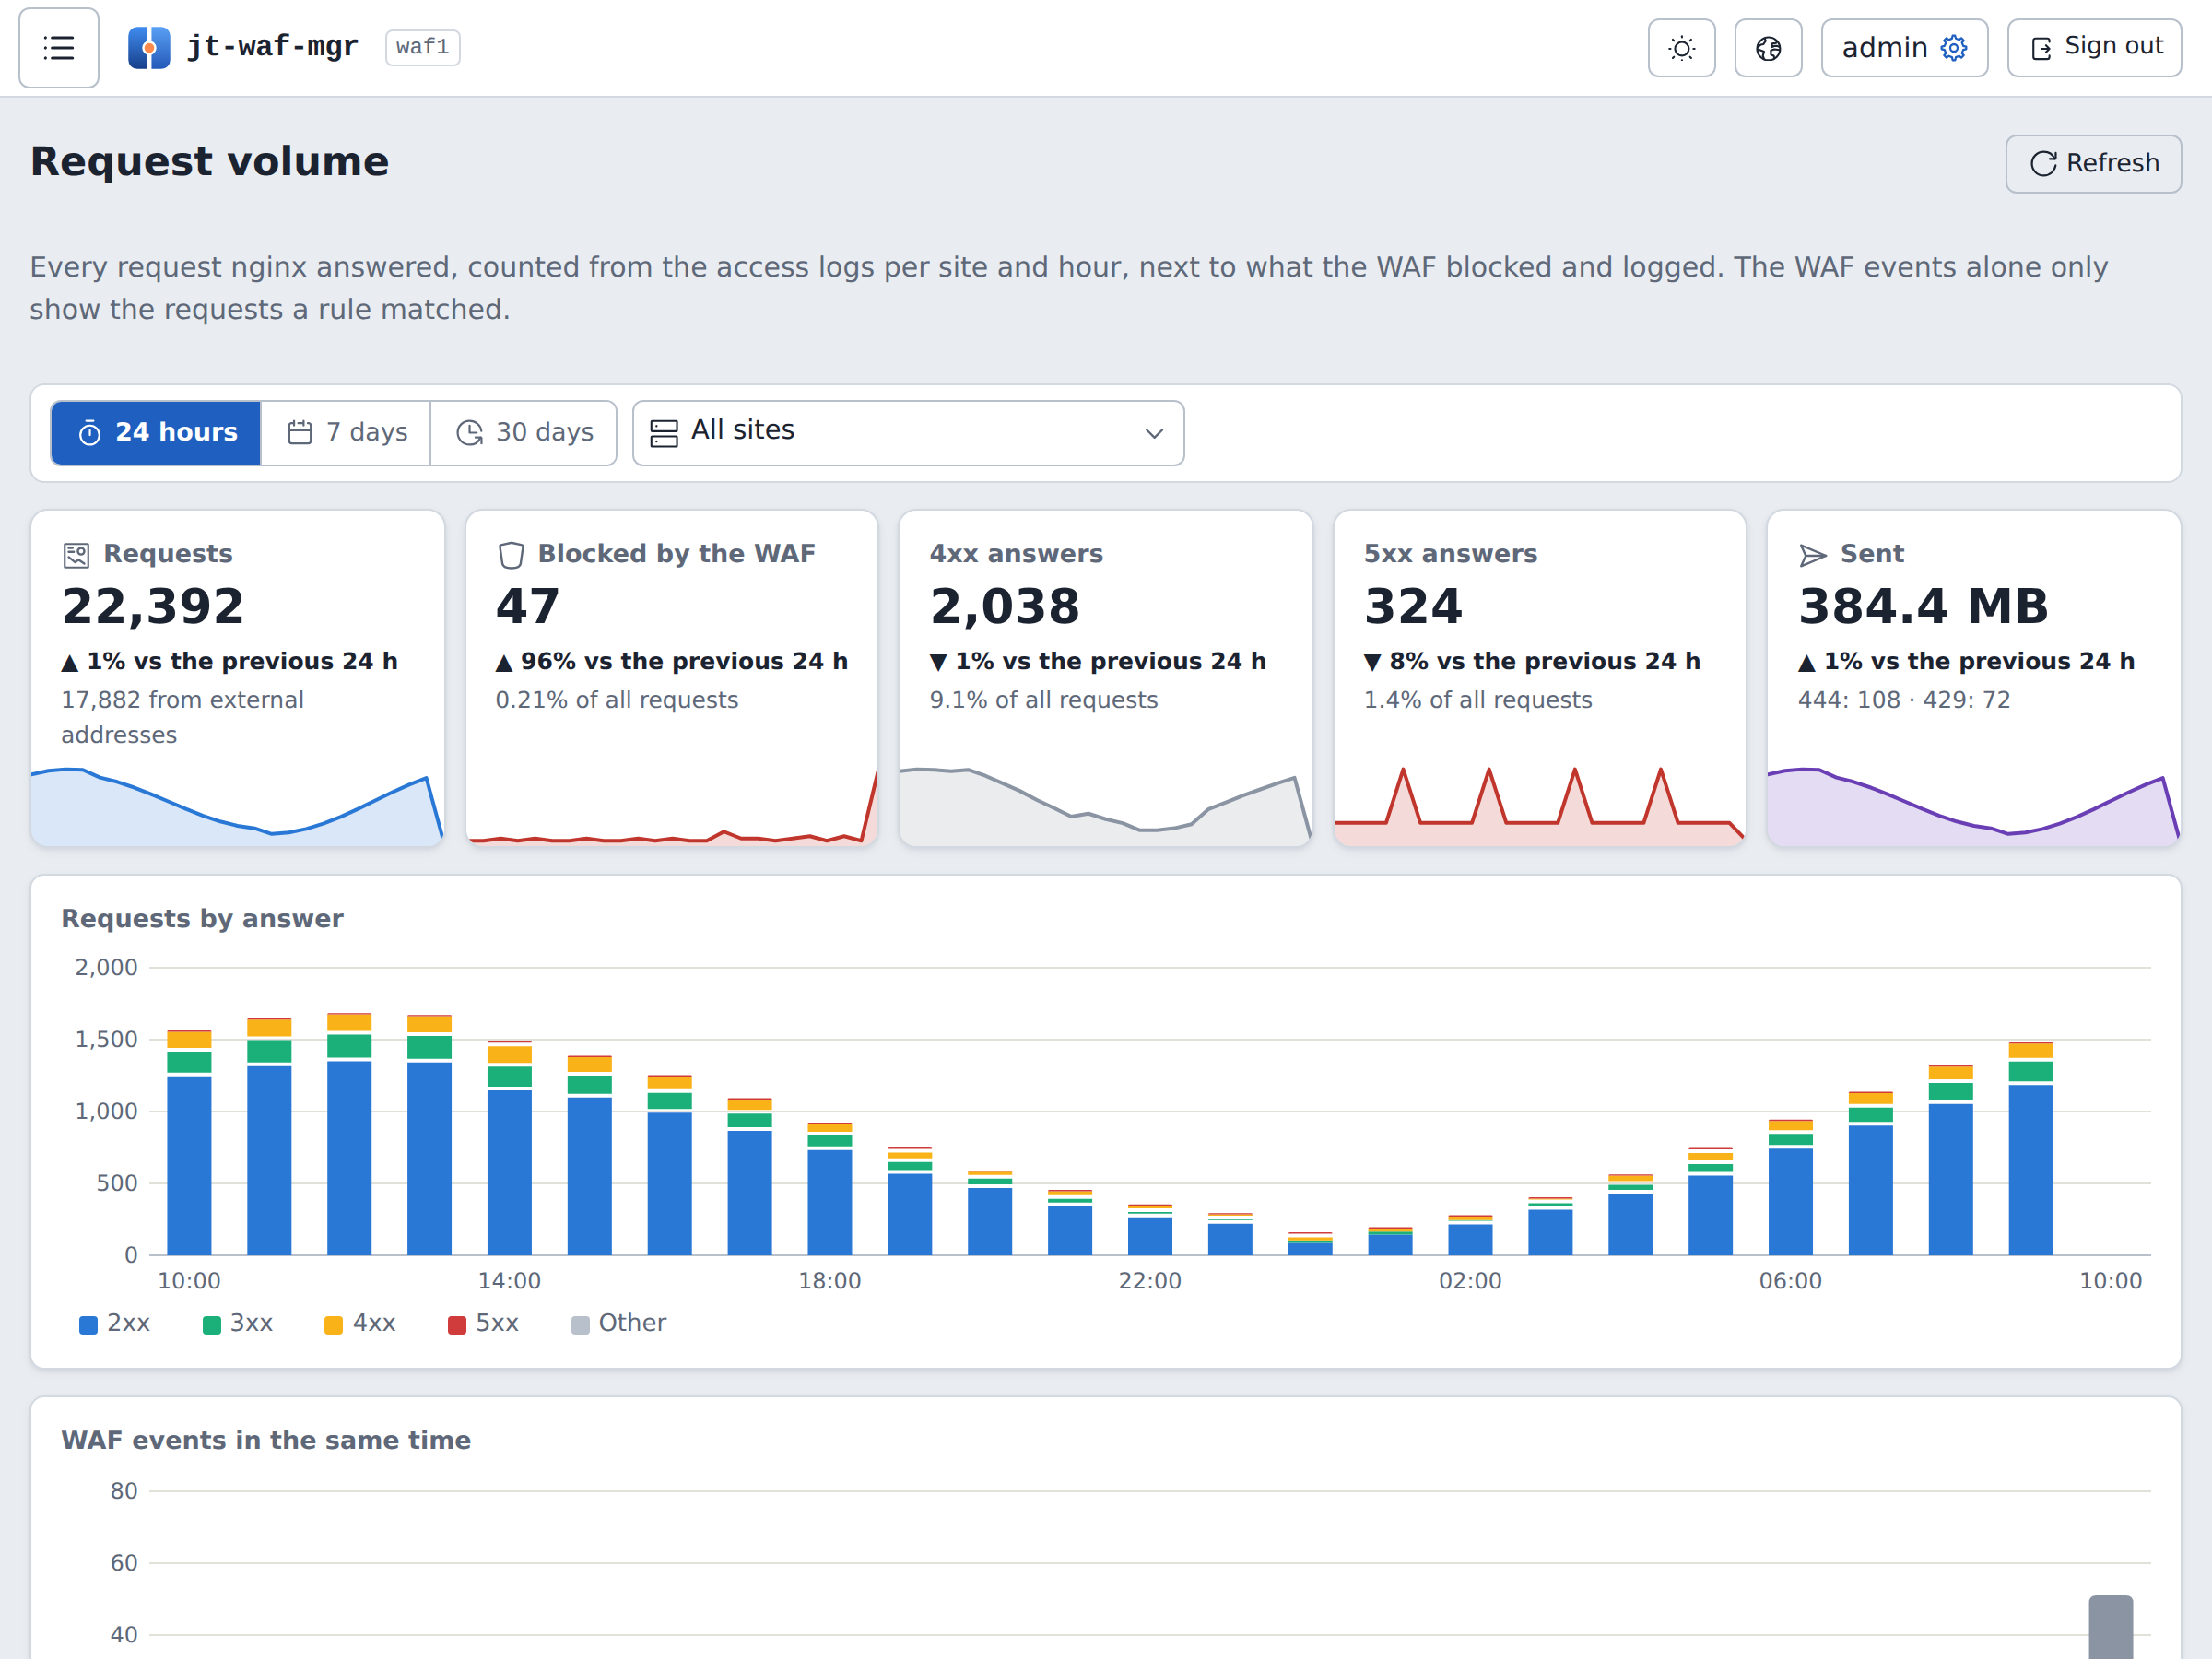 jt-waf-mgr waf1 admin Sign out
Request volume Refresh
Every request nginx answered, counted from the access logs per site and hour, next to what the WAF blocked and logged. The WAF events alone only
show the requests a rule matched.
24 hours 7 days 30 days All sites
Requests
22,392
▲ 1% vs the previous 24 h
17,882 from external
addresses
Blocked by the WAF
47
▲ 96% vs the previous 24 h
0.21% of all requests
4xx answers
2,038
▼ 1% vs the previous 24 h
9.1% of all requests
5xx answers
324
▼ 8% vs the previous 24 h
1.4% of all requests
Sent
384.4 MB
▲ 1% vs the previous 24 h
444: 108 · 429: 72
Requests by answer
2,000
1,500
1,000
500
0
10:00 14:00 18:00 22:00 02:00 06:00 10:00
2xx 3xx 4xx 5xx Other
WAF events in the same time
80
60
40